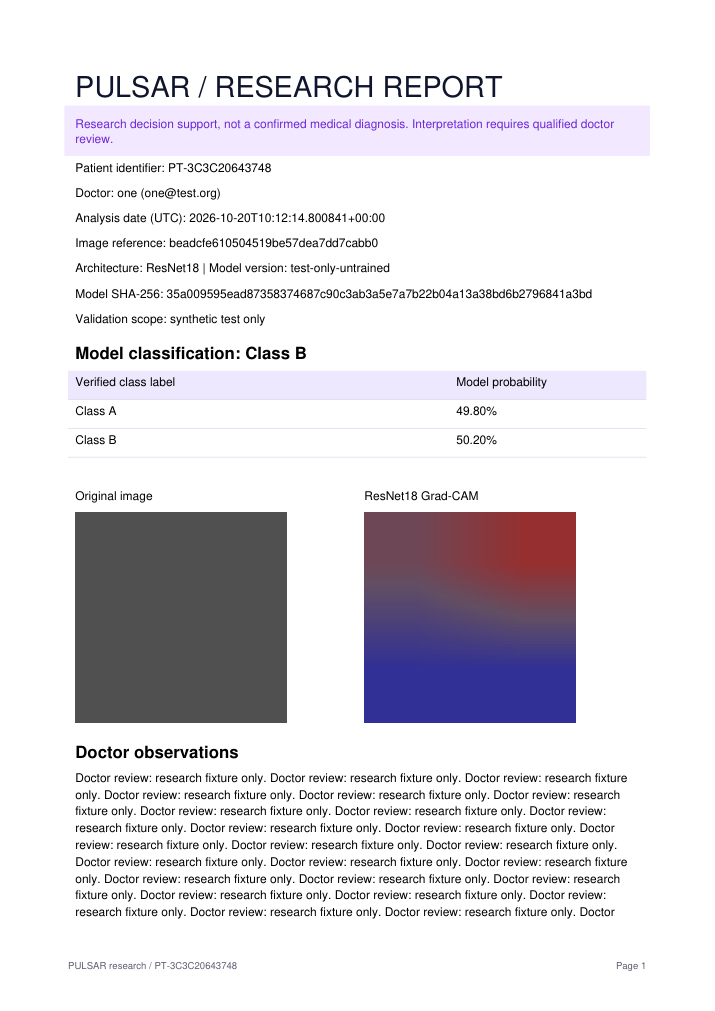 PULSAR / RESEARCH REPORT
Research decision support, not a confirmed medical diagnosis. Interpretation requires qualified doctor
review.
Patient identifier: PT-3C3C20643748
Doctor: one (one@test.org)
Analysis date (UTC): 2026-10-20T10:12:14.800841+00:00
Image reference: beadcfe610504519be57dea7dd7cabb0
Architecture: ResNet18 | Model version: test-only-untrained
Model SHA-256: 35a009595ead87358374687c90c3ab3a5e7a7b22b04a13a38bd6b2796841a3bd
Validation scope: synthetic test only
Model classification: Class B
Verified class label Model probability
Class A 49.80%
Class B 50.20%
Original image ResNet18 Grad-CAM
Doctor observations
Doctor review: research fixture only. Doctor review: research fixture only. Doctor review: research fixture
only. Doctor review: research fixture only. Doctor review: research fixture only. Doctor review: research
fixture only. Doctor review: research fixture only. Doctor review: research fixture only. Doctor review:
research fixture only. Doctor review: research fixture only. Doctor review: research fixture only. Doctor
review: research fixture only. Doctor review: research fixture only. Doctor review: research fixture only.
Doctor review: research fixture only. Doctor review: research fixture only. Doctor review: research fixture
only. Doctor review: research fixture only. Doctor review: research fixture only. Doctor review: research
fixture only. Doctor review: research fixture only. Doctor review: research fixture only. Doctor review:
research fixture only. Doctor review: research fixture only. Doctor review: research fixture only. Doctor
PULSAR research / PT-3C3C20643748 Page 1